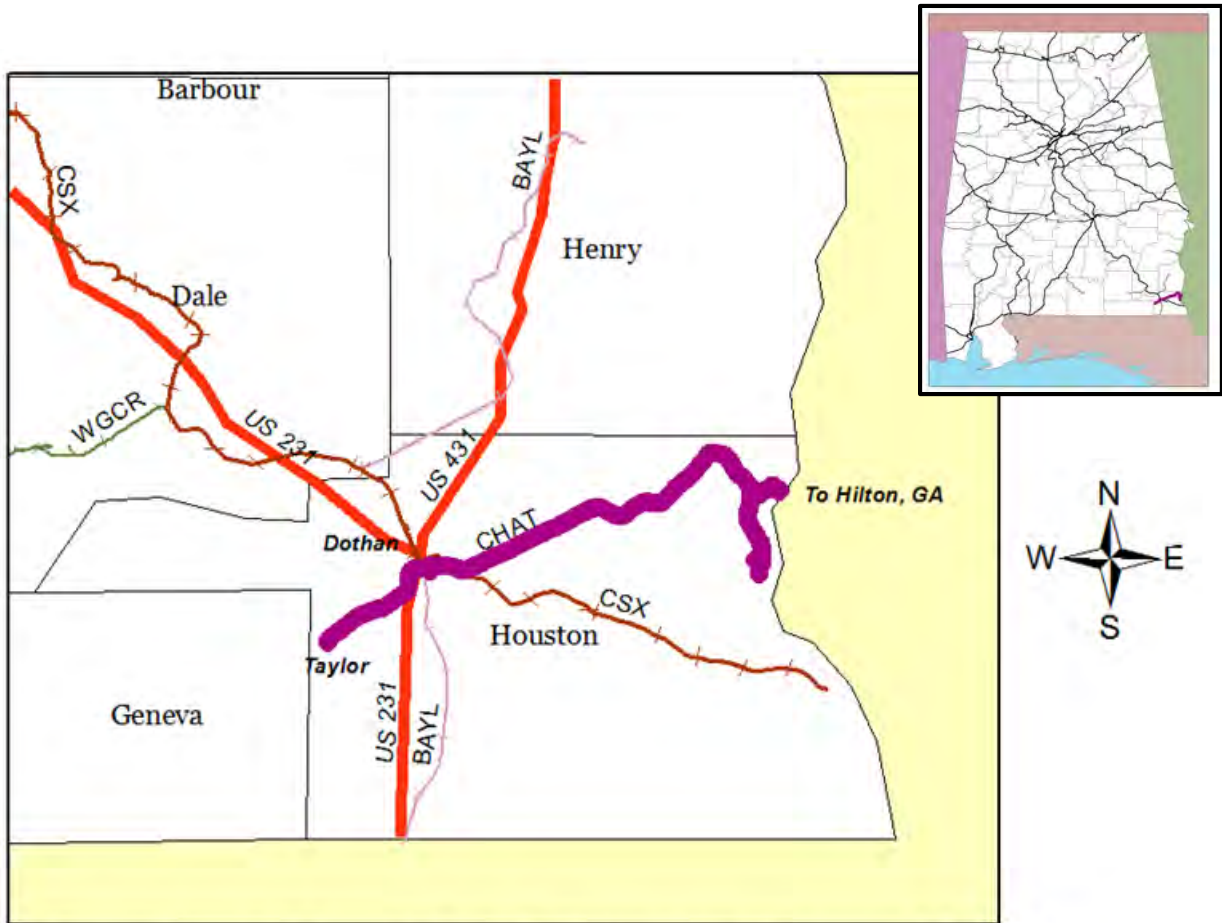 Barbour
CSX
BAYL
Henry
Dale
WGCR
US 231
US 431
To Hilton, GA
CHAT
Dothan
CSX
Houston
Taylor
Geneva
US 231
BAYL
N
W
E
S